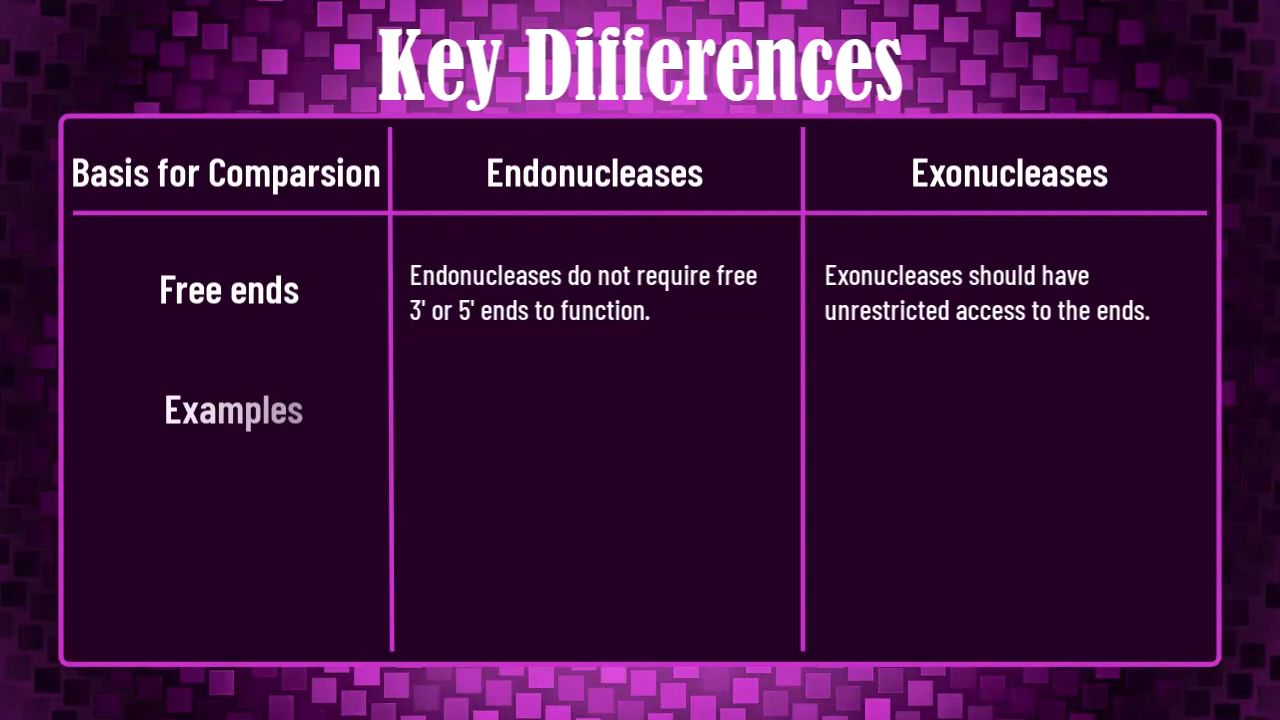 Key Differences
Basis for Comparsion
Endonucleases
Exonucleases
Free ends
Endonucleases do not require free
3' or 5' ends to function.
Exonucleases should have
unrestricted access to the ends.
Examples